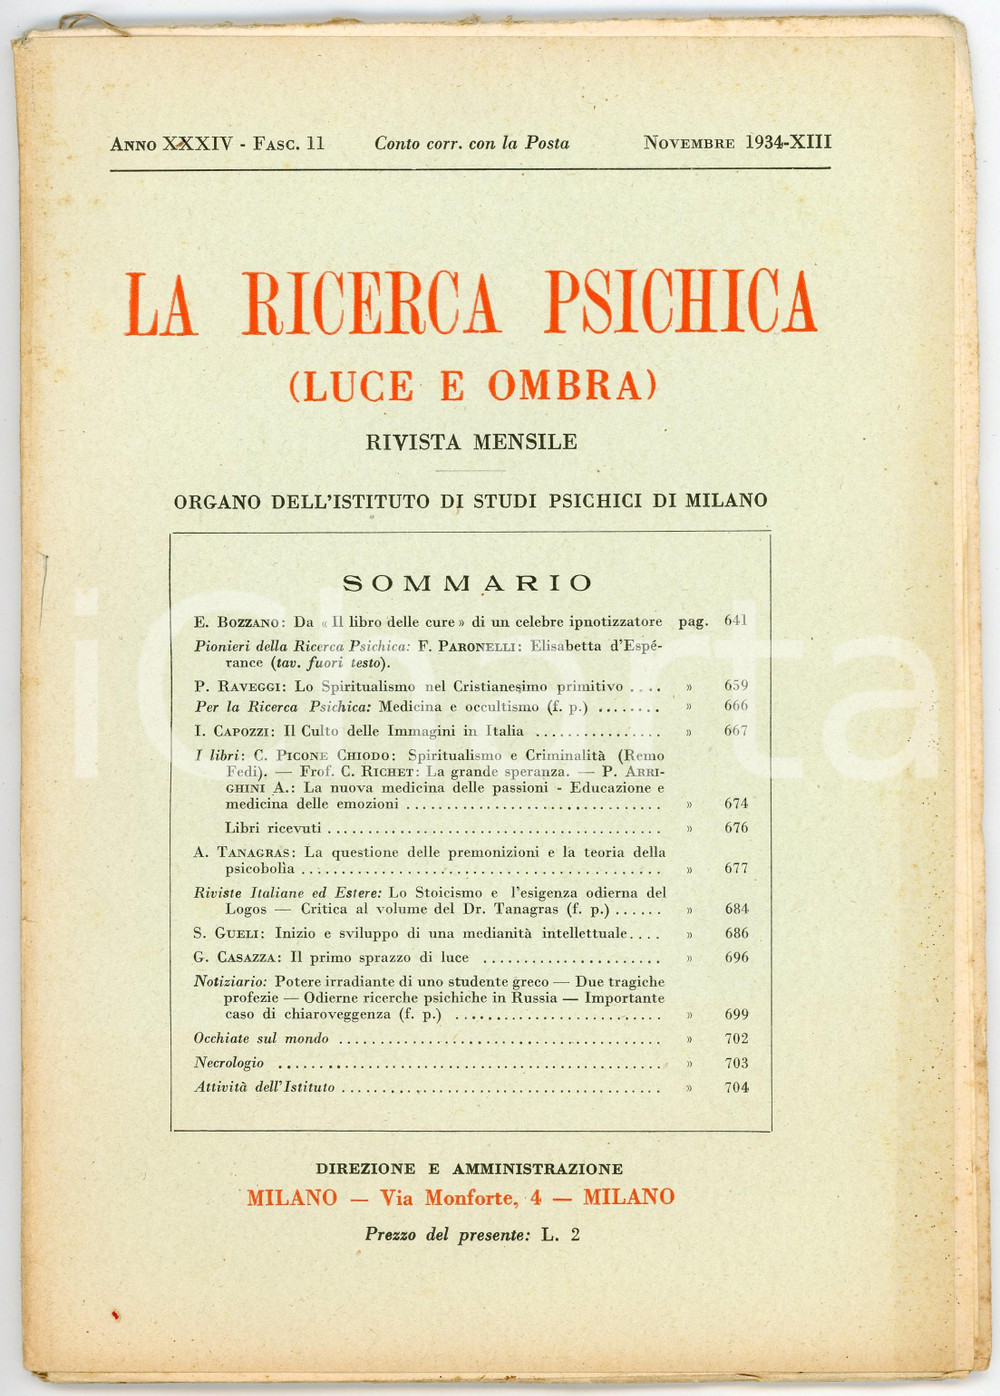 Anno XXXIV - Fasc. 11 Conto corr. con la Posta Novembre 1934-XIII
LA RICERCA PSICHICA
(LUCE E OMBRA)
RIVISTA MENSILE
ORGANO DELL'ISTITUTO DI STUDI PSICHICI DI MILANO
SOMMARIO
E. Bozzano: Da « Il libro delle cure » di un celebre ipnotizzatore pag. 641
Pionieri della Ricerca Psichica: F. Paronelli: Elisabetta d'Espé-
rance (tav. fuori testo).
P. Raveggi: Lo Spiritualismo nel Cristianesimo primitivo .... » 659
Per la Ricerca Psichica: Medicina e occultismo (f. p.) ........ » 666
I. Capozzi: Il Culto delle Immagini in Italia ................ » 667
I libri: C. Picone Chiodo: Spiritualismo e Criminalità (Remo
Fedi). — Frof. C. Richet: La grande speranza. — P. Arri-
ghini A.: La nuova medicina delle passioni - Educazione e
medicina delle emozioni ................................ » 674
Libri ricevuti ......................................... » 676
A. Tanagras: La questione delle premonizioni e la teoria della
psicobolia ............................................ » 677
Riviste Italiane ed Estere: Lo Stoicismo e l'esigenza odierna del
Logos — Critica al volume del Dr. Tanagras (f. p.) ...... » 684
S. Gueli: Inizio e sviluppo di una medianità intellettuale.... » 686
G. Casazza: Il primo sprazzo di luce ...................... » 696
Notiziario: Potere irradiante di uno studente greco — Due tragiche
profezie — Odierne ricerche psichiche in Russia — Importante
caso di chiaroveggenza (f. p.) .......................... » 699
Occhiate sul mondo ........................................ » 702
Necrologio ................................................ » 703
Attività dell'Istituto ....................................... » 704
DIREZIONE E AMMINISTRAZIONE
MILANO — Via Monforte, 4 — MILANO
Prezzo del presente: L. 2
iCharta